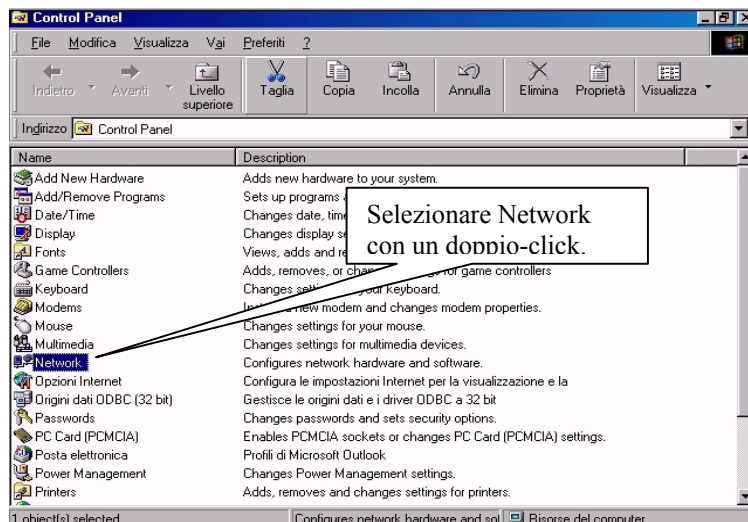 Control Panel
File Modifica Visualizza Vai Preferiti ?
Indietro Avanti Livello superiore Taglia Copia Incolla Annulla Elimina Proprietà Visualizza
Indirizzo Control Panel
Name Description
Add New Hardware Adds new hardware to your system.
Add/Remove Programs Sets up programs
Date/Time Changes date, time
Display Changes display
Fonts Views, adds and
Selezionare Network
con un doppio-click.
Game Controllers Adds, removes, or for game controllers
Keyboard Changes your keyboard.
Modems new modem and changes modem properties.
Mouse Changes settings for your mouse.
Multimedia Changes settings for multimedia devices.
Network Configures network hardware and software.
Opzioni Internet Configura le impostazioni Internet per la visualizzazione e la
Origini dati ODBC (32 bit) Gestisce le origini dati e i driver ODBC a 32 bit
Passwords Changes passwords and sets security options.
PC Card (PCMCIA) Enables PCMCIA sockets or changes PC Card (PCMCIA) settings.
Posta elettronica Profili di Microsoft Outlook
Power Management Changes Power Management settings.
Printers Adds, removes and changes settings for printers.
1 object(s) selected Configures network hardware and sof Risorse del computer